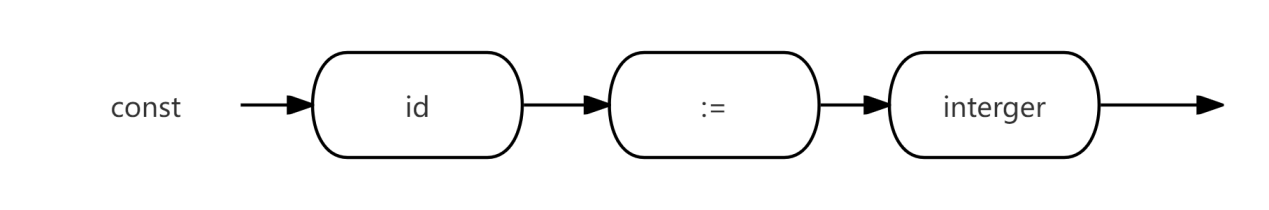 const id := interger